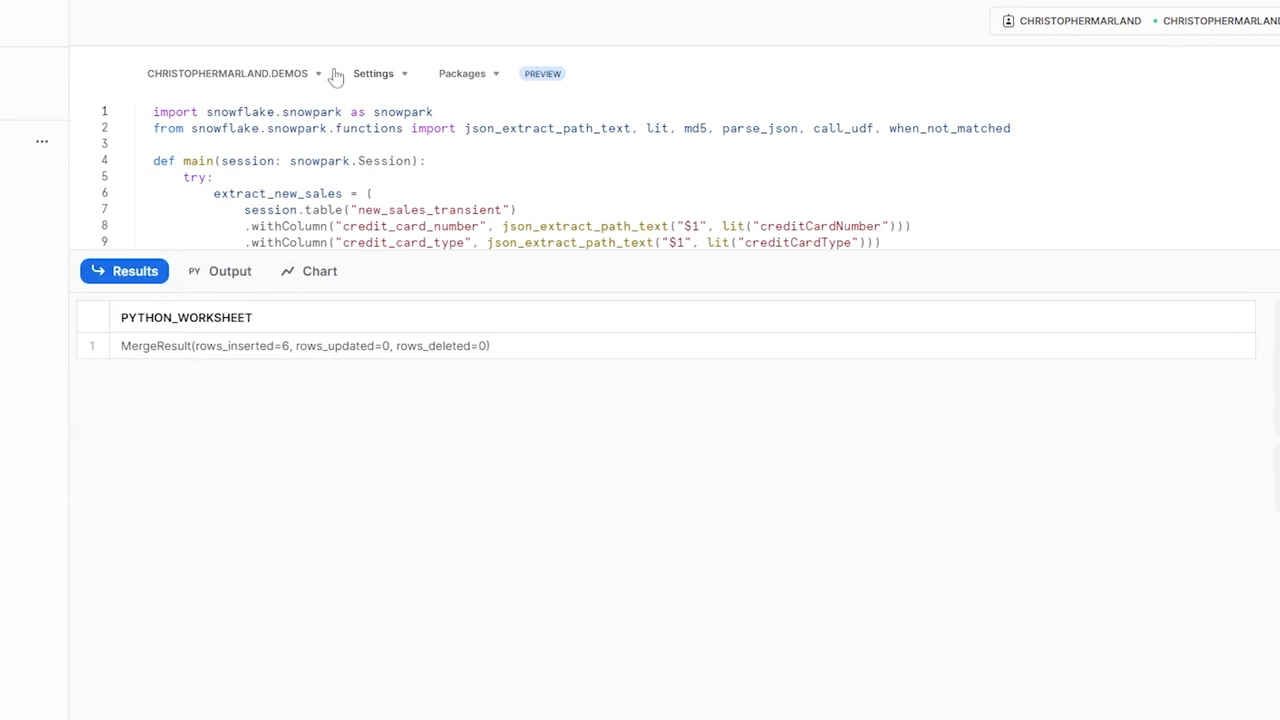 CHRISTOPHERMARLAND • CHRISTOPHERMARLAND
CHRISTOPHERMARLAND.DEMOS Settings Packages PREVIEW
1 import snowflake.snowpark as snowpark
2 from snowflake.snowpark.functions import json_extract_path_text, lit, md5, parse_json, call_udf, when_not_matched
3
4 def main(session: snowpark.Session):
5 try:
6 extract_new_sales = (
7 session.table("new_sales_transient")
8 .withColumn("credit_card_number", json_extract_path_text("$1", lit("creditCardNumber")))
9 .withColumn("credit_card_type", json_extract_path_text("$1", lit("creditCardType")))
Results PY Output Chart
PYTHON_WORKSHEET
1 MergeResult(rows_inserted=6, rows_updated=0, rows_deleted=0)